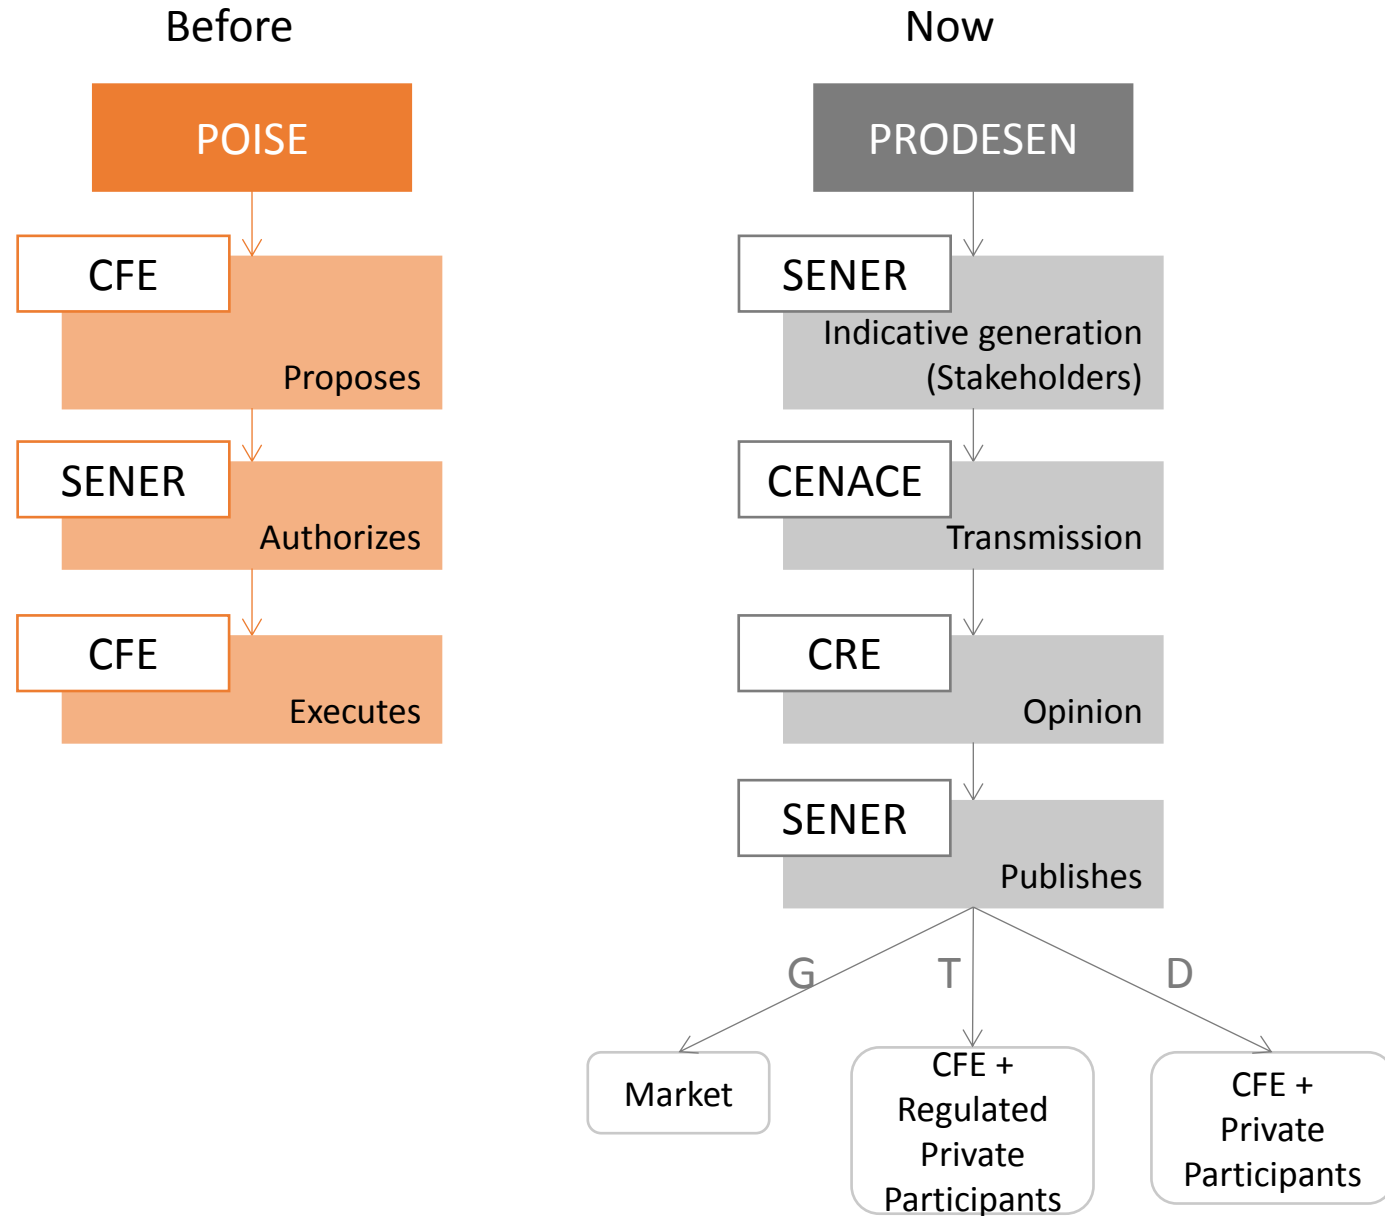 Before
POISE
CFE
Proposes
SENER
Authorizes
CFE
Executes
Now
PRODESEN
SENER
Indicative generation
(Stakeholders)
CENACE
Transmission
CRE
Opinion
SENER
Publishes
G
T
D
Market
CFE +
Regulated
Private
Participants
CFE +
Private
Participants